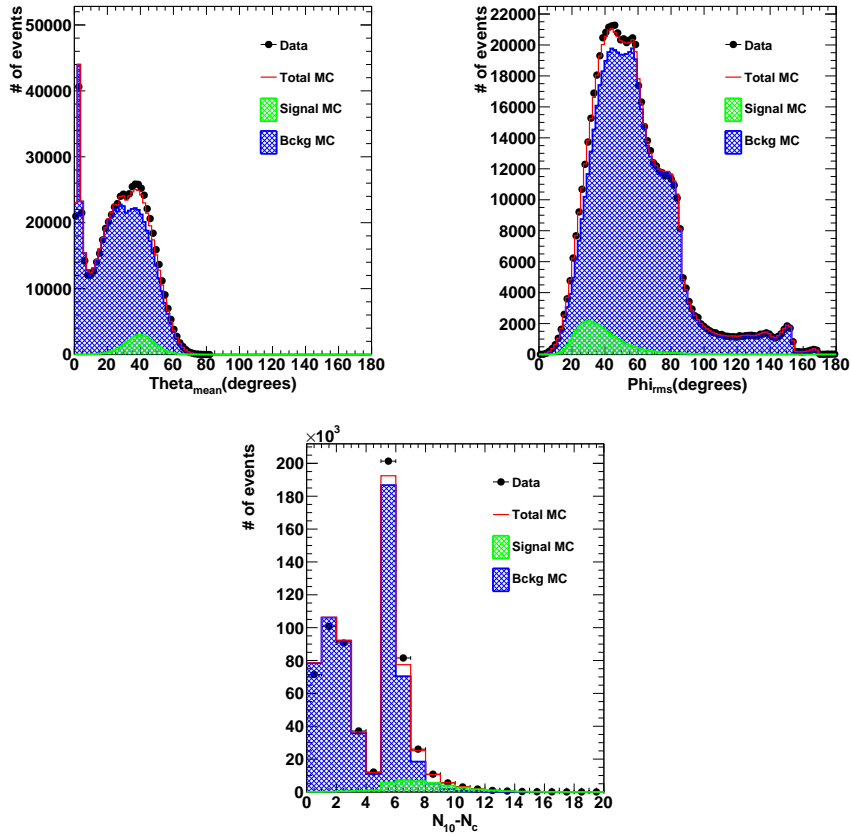 # of events
50000
40000
30000
20000
10000
0
Data
Total MC
Signal MC
Bckg MC
0 20 40 60 80 100 120 140 160 180
Theta_mean(degrees)
# of events
22000
20000
18000
16000
14000
12000
10000
8000
6000
4000
2000
0
Data
Total MC
Signal MC
Bckg MC
0 20 40 60 80 100 120 140 160 180
Phi_rms(degrees)
×10³
# of events
200
180
160
140
120
100
80
60
40
20
0
Data
Total MC
Signal MC
Bckg MC
0 2 4 6 8 10 12 14 16 18 20
N₁₀-N_c